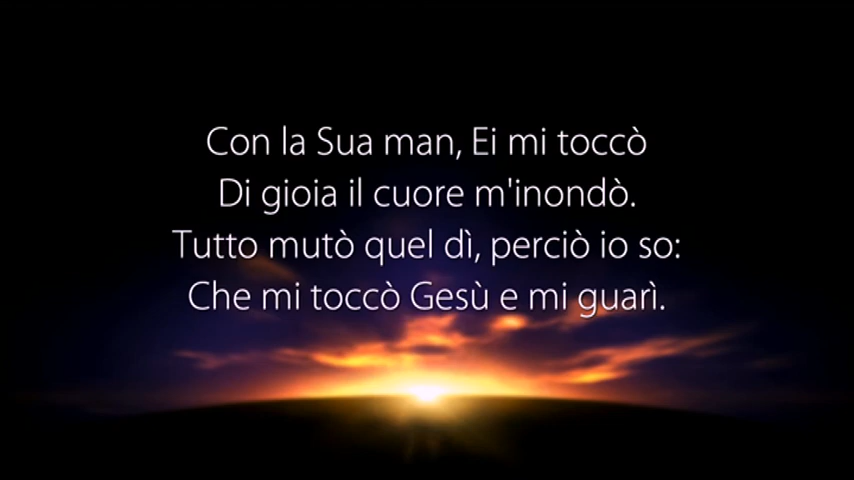 Con la Sua man, Ei mi toccò
Di gioia il cuore m'inondò.
Tutto mutò quel dì, perciò io so:
Che mi toccò Gesù e mi guarì.